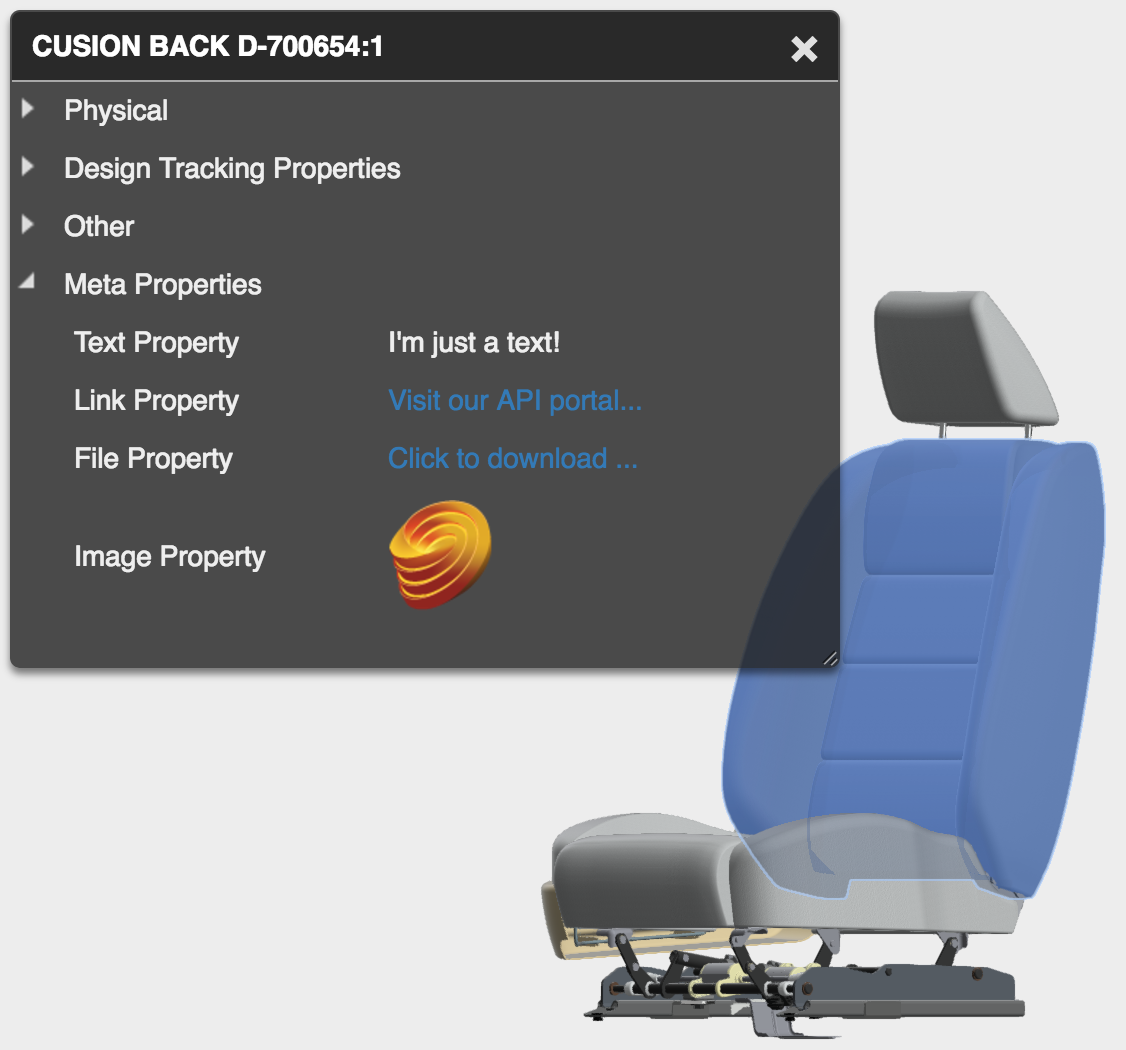 CUSION BACK D-700654:1
Physical
Design Tracking Properties
Other
Meta Properties
Text Property I'm just a text!
Link Property Visit our API portal...
File Property Click to download ...
Image Property